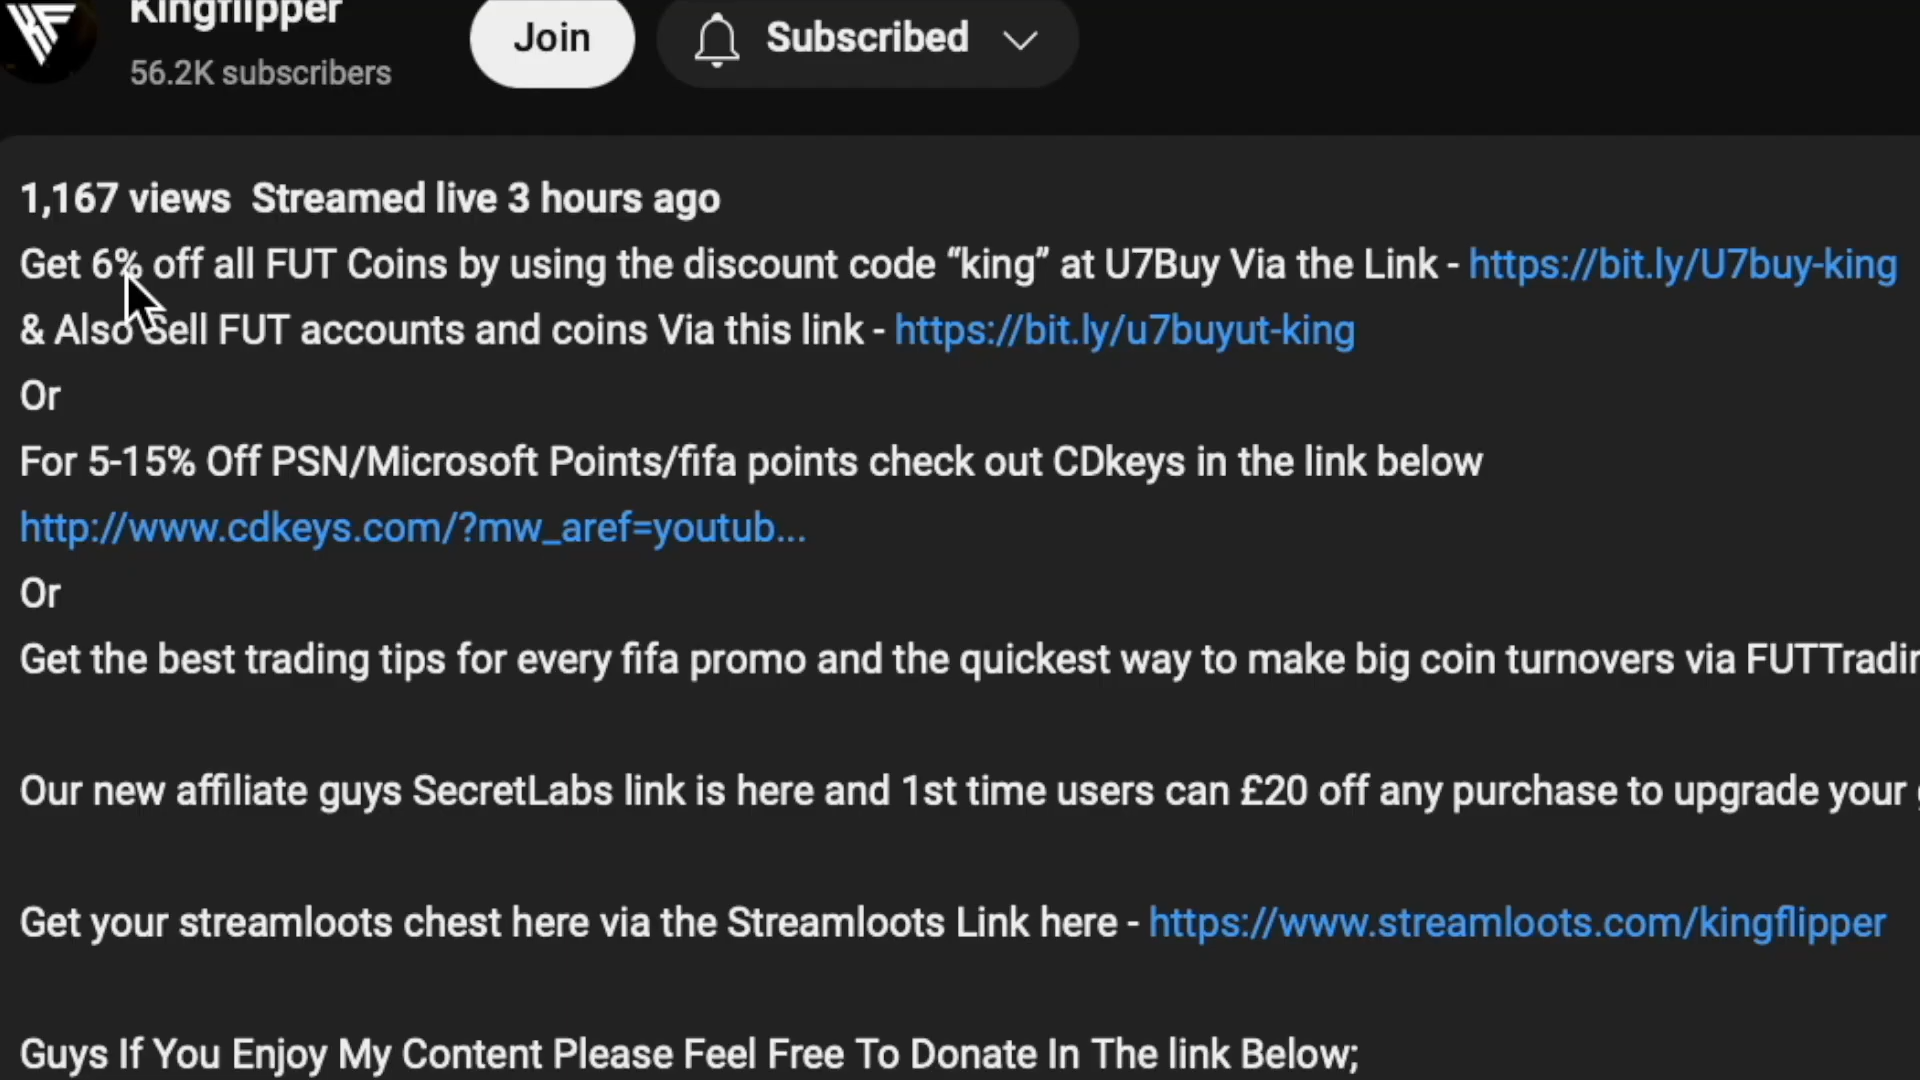 Kingflipper
56.2K subscribers
Join
Subscribed
1,167 views Streamed live 3 hours ago
Get 6% off all FUT Coins by using the discount code “king” at U7Buy Via the Link - https://bit.ly/U7buy-king
& Also Sell FUT accounts and coins Via this link - https://bit.ly/u7buyut-king
Or
For 5-15% Off PSN/Microsoft Points/fifa points check out CDkeys in the link below
http://www.cdkeys.com/?mw_aref=youtub...
Or
Get the best trading tips for every fifa promo and the quickest way to make big coin turnovers via FUTTradin
Our new affiliate guys SecretLabs link is here and 1st time users can £20 off any purchase to upgrade your
Get your streamloots chest here via the Streamloots Link here - https://www.streamloots.com/kingflipper
Guys If You Enjoy My Content Please Feel Free To Donate In The link Below;